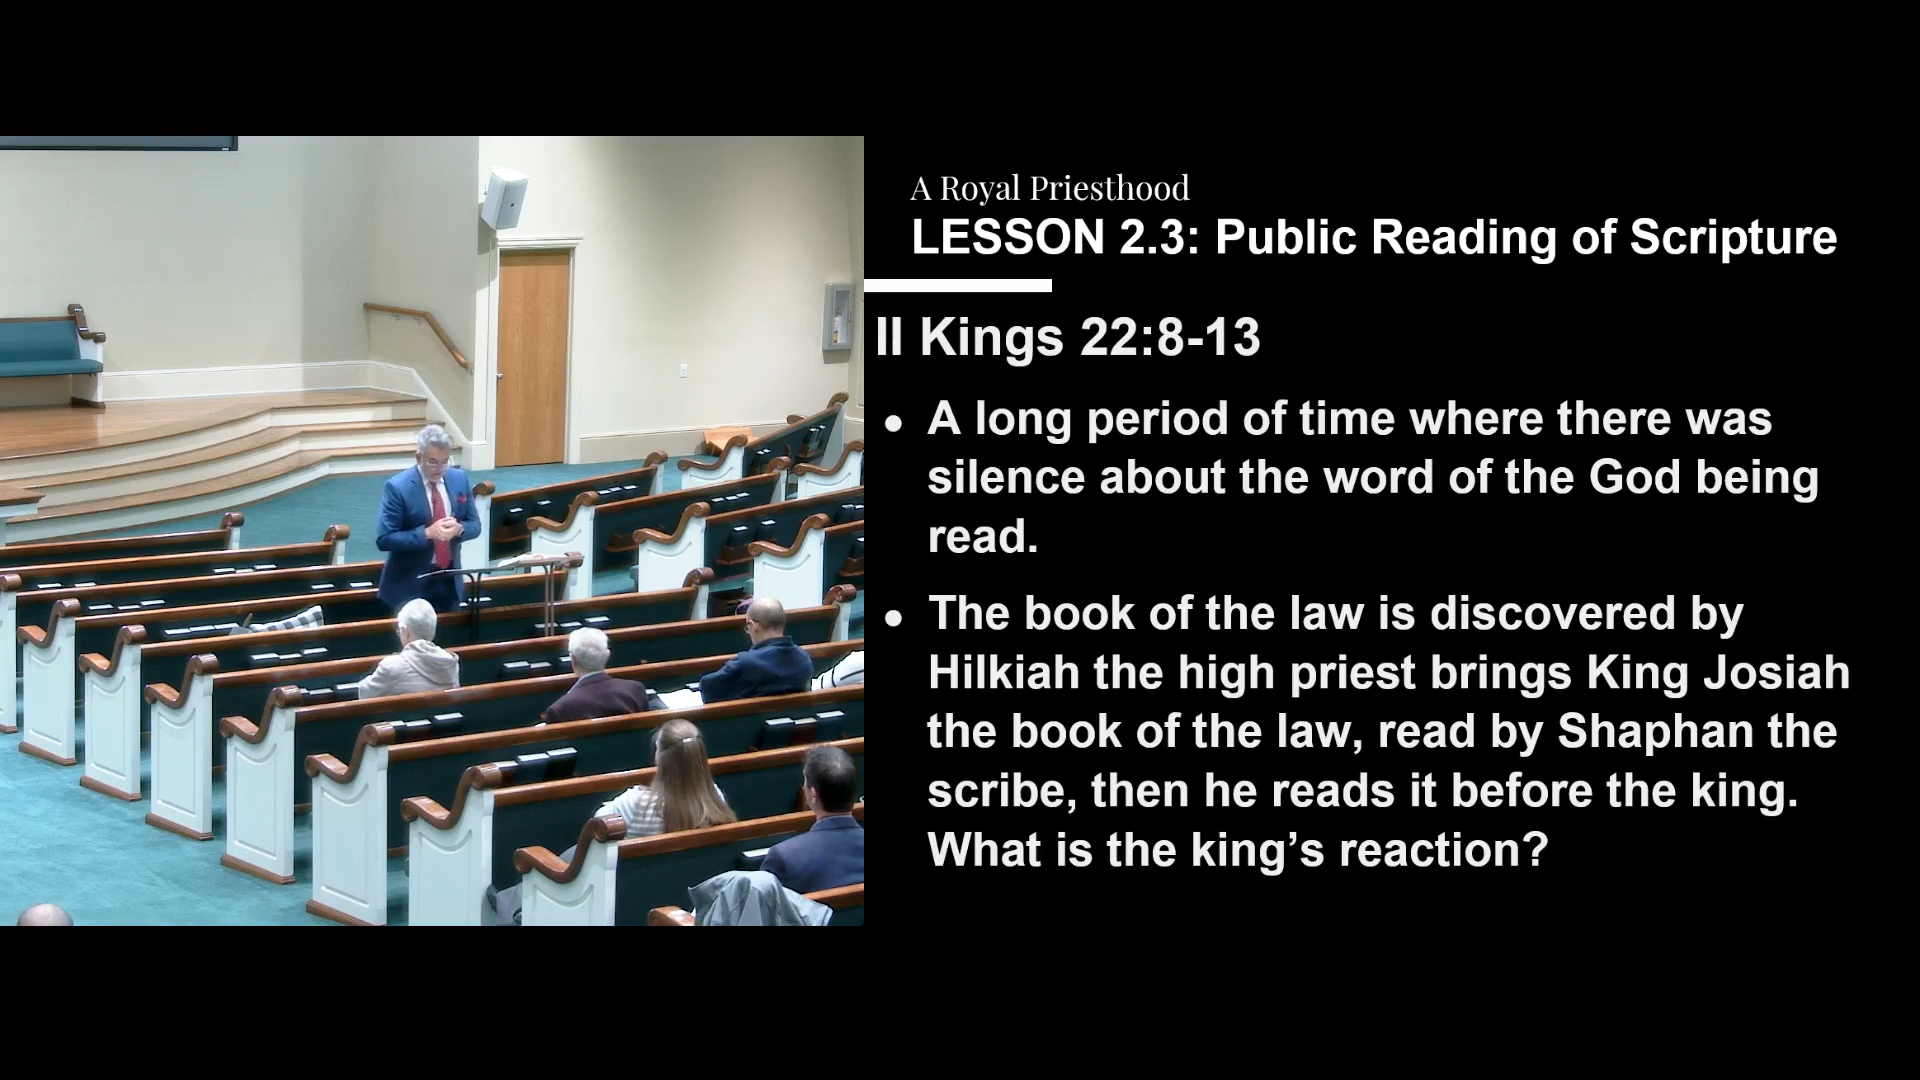 A Royal Priesthood
LESSON 2.3: Public Reading of Scripture
II Kings 22:8-13
● A long period of time where there was
silence about the word of the God being
read.
● The book of the law is discovered by
Hilkiah the high priest brings King Josiah
the book of the law, read by Shaphan the
scribe, then he reads it before the king.
What is the king’s reaction?